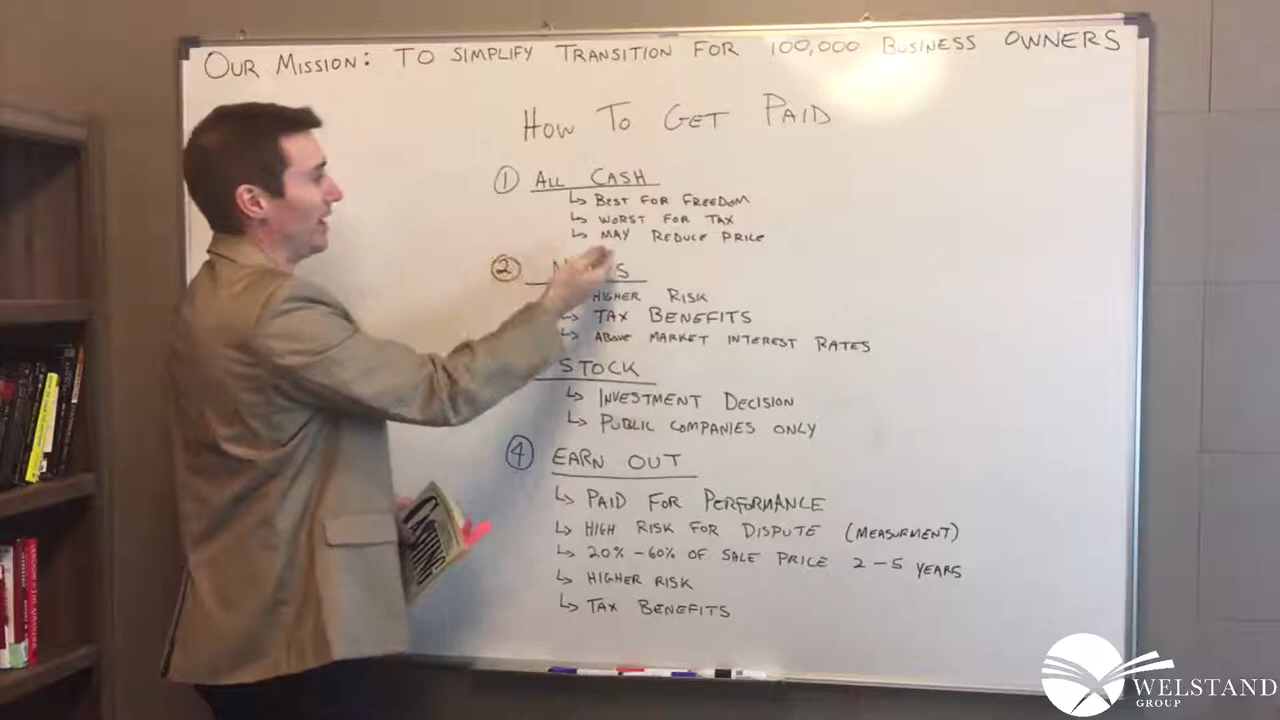 OUR MISSION: TO SIMPLIFY TRANSITION FOR 100,000 BUSINESS OWNERS
HOW TO GET PAID
① ALL CASH
↳ BEST FOR FREEDOM
↳ WORST FOR TAX
↳ MAY REDUCE PRICE
②
HIGHER RISK
↳ TAX BENEFITS
↳ ABOVE MARKET INTEREST RATES
STOCK
↳ INVESTMENT DECISION
↳ PUBLIC COMPANIES ONLY
④ EARN OUT
↳ PAID FOR PERFORMANCE
↳ HIGH RISK FOR DISPUTE (MEASURMENT)
↳ 20% - 60% OF SALE PRICE 2 - 5 YEARS
↳ HIGHER RISK
↳ TAX BENEFITS
WELSTAND
GROUP